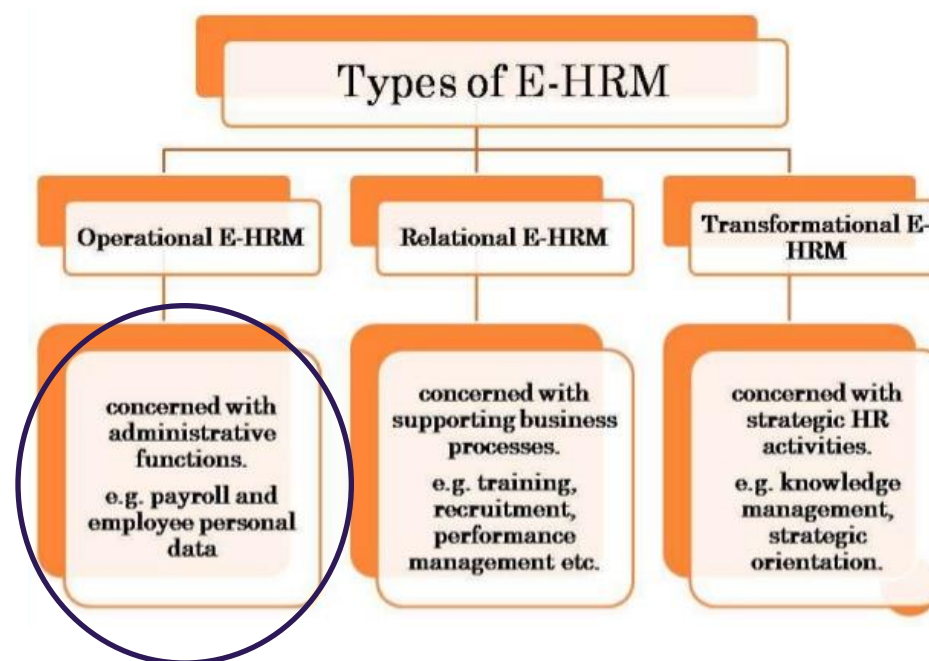 Types of E-HRM
Operational E-HRM
Relational E-HRM
Transformational E-
HRM
concerned with
administrative
functions.
e.g. payroll and
employee personal
data
concerned with
supporting business
processes.
e.g. training,
recruitment,
performance
management etc.
concerned with
strategic HR
activities.
e.g. knowledge
management,
strategic
orientation.